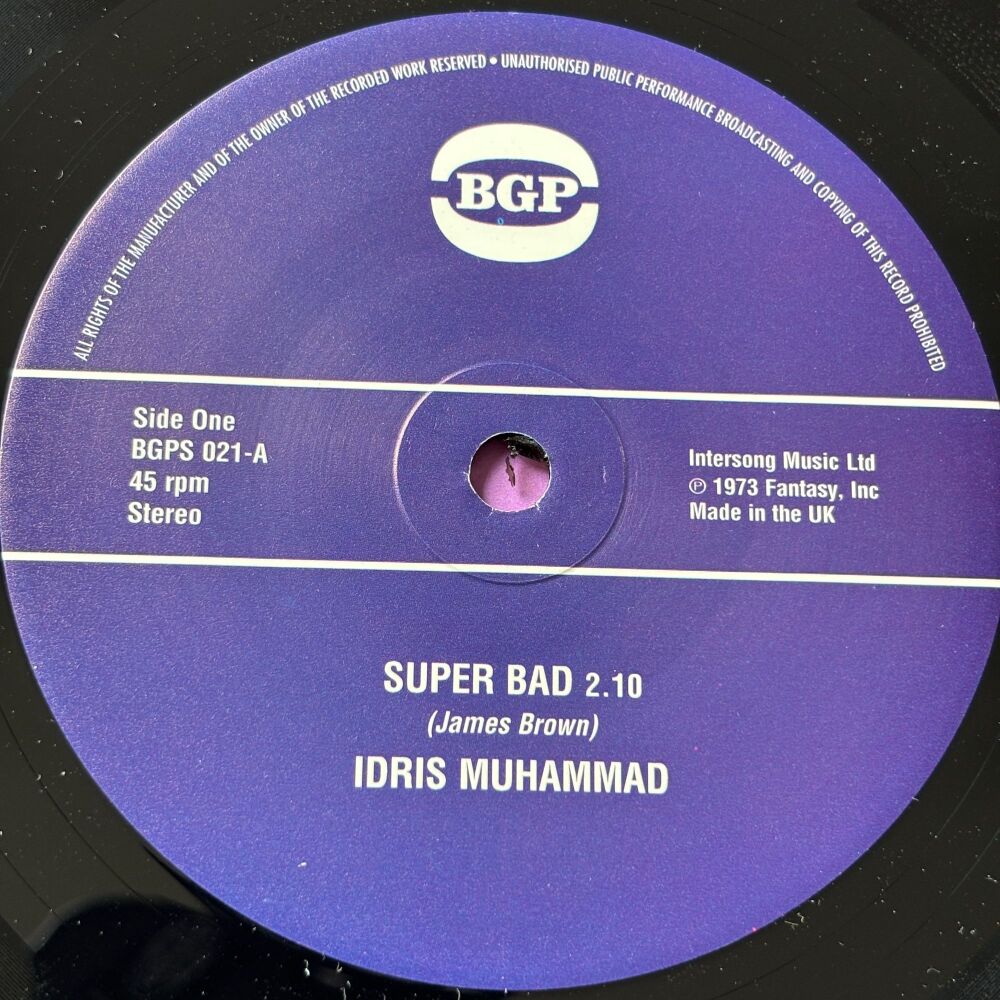 ALL RIGHTS OF THE MANUFACTURER AND OF THE OWNER OF THE RECORDED WORK RESERVED • UNAUTHORISED PUBLIC PERFORMANCE BROADCASTING AND COPYING OF THIS RECORD PROHIBITED
BGP
Side One
BGPS 021-A
45 rpm
Stereo
Intersong Music Ltd
℗ 1973 Fantasy, Inc
Made in the UK
SUPER BAD 2.10
(James Brown)
IDRIS MUHAMMAD